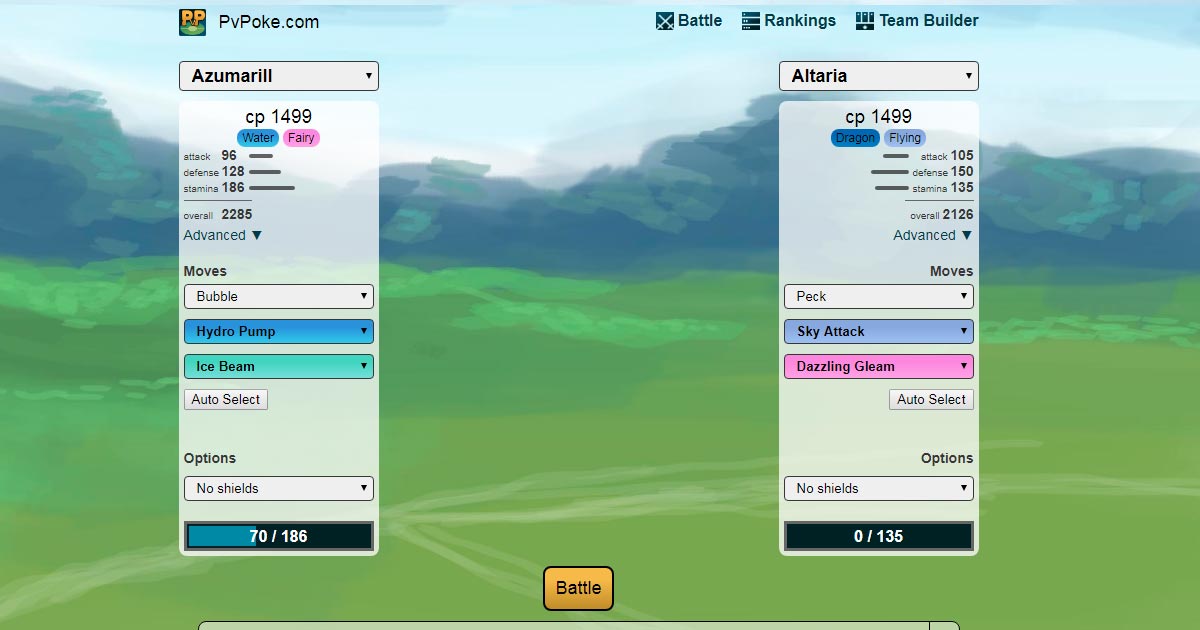 PvPoke.com
Battle Rankings Team Builder
Azumarill
cp 1499
Water Fairy
attack 96
defense 128
stamina 186
overall 2285
Advanced ▼
Moves
Bubble
Hydro Pump
Ice Beam
Auto Select
Options
No shields
70 / 186
Altaria
cp 1499
Dragon Flying
attack 105
defense 150
stamina 135
overall 2126
Advanced ▼
Moves
Peck
Sky Attack
Dazzling Gleam
Auto Select
Options
No shields
0 / 135
Battle